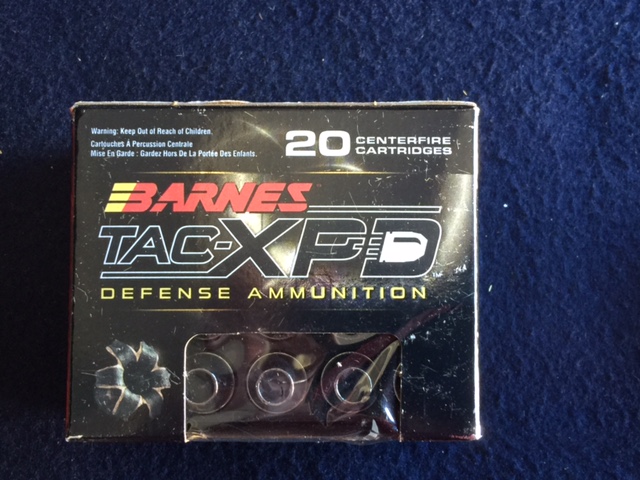 Warning: Keep Out of Reach of Children.
Cartouches À Percussion Centrale
Mise En Garde : Gardez Hors De La Portée Des Enfants.
20 CENTERFIRE
CARTRIDGES
BARNES
TAC-XPD
DEFENSE AMMUNITION